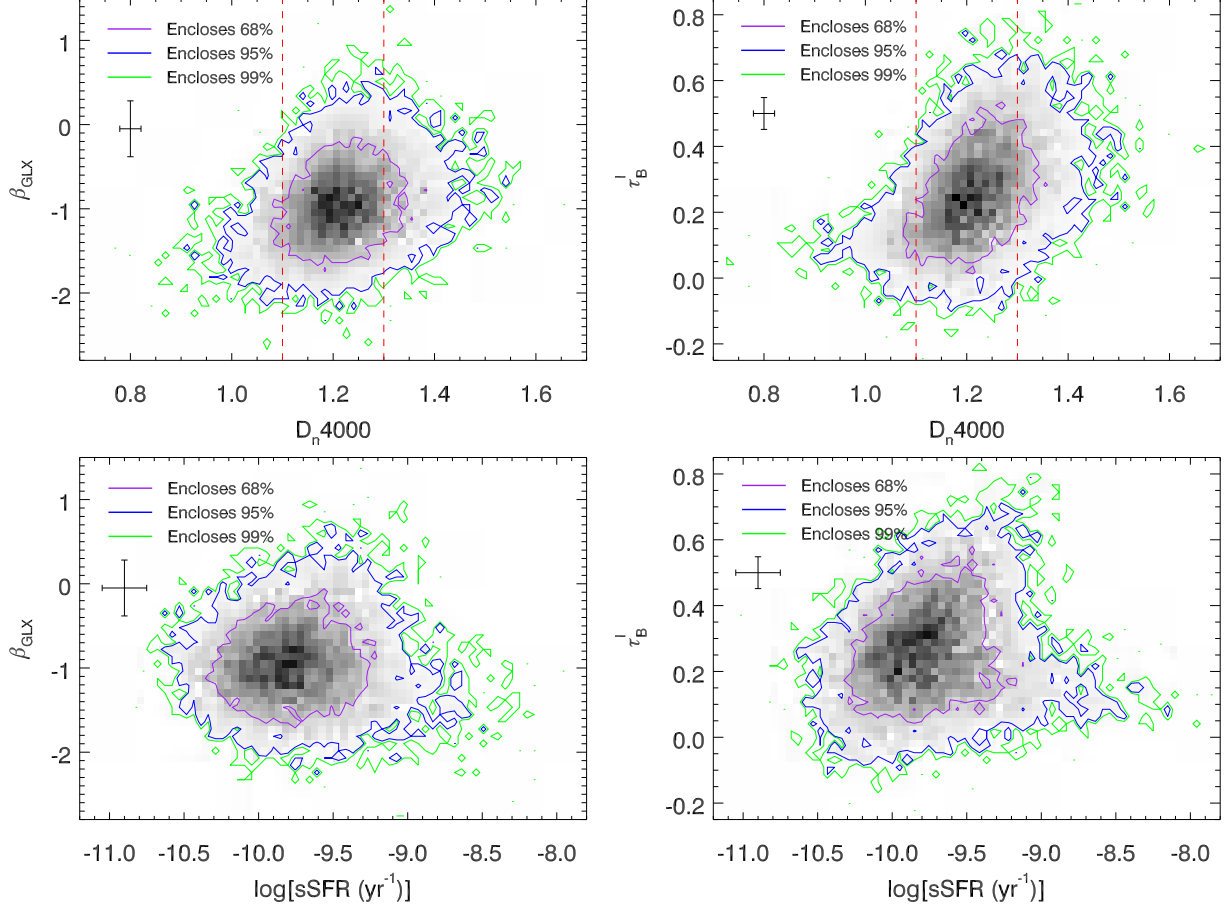 Encloses 68%
Encloses 95%
Encloses 99%
1
0
-1
-2
β_GLX
0.8 1.0 1.2 1.4 1.6
D_n4000
Encloses 68%
Encloses 95%
Encloses 99%
0.8
0.6
0.4
0.2
0.0
-0.2
τ_B^l
0.8 1.0 1.2 1.4 1.6
D_n4000
Encloses 68%
Encloses 95%
Encloses 99%
1
0
-1
-2
β_GLX
-11.0 -10.5 -10.0 -9.5 -9.0 -8.5 -8.0
log[sSFR (yr⁻¹)]
Encloses 68%
Encloses 95%
Encloses 99%
0.8
0.6
0.4
0.2
0.0
-0.2
τ_B^l
-11.0 -10.5 -10.0 -9.5 -9.0 -8.5 -8.0
log[sSFR (yr⁻¹)]